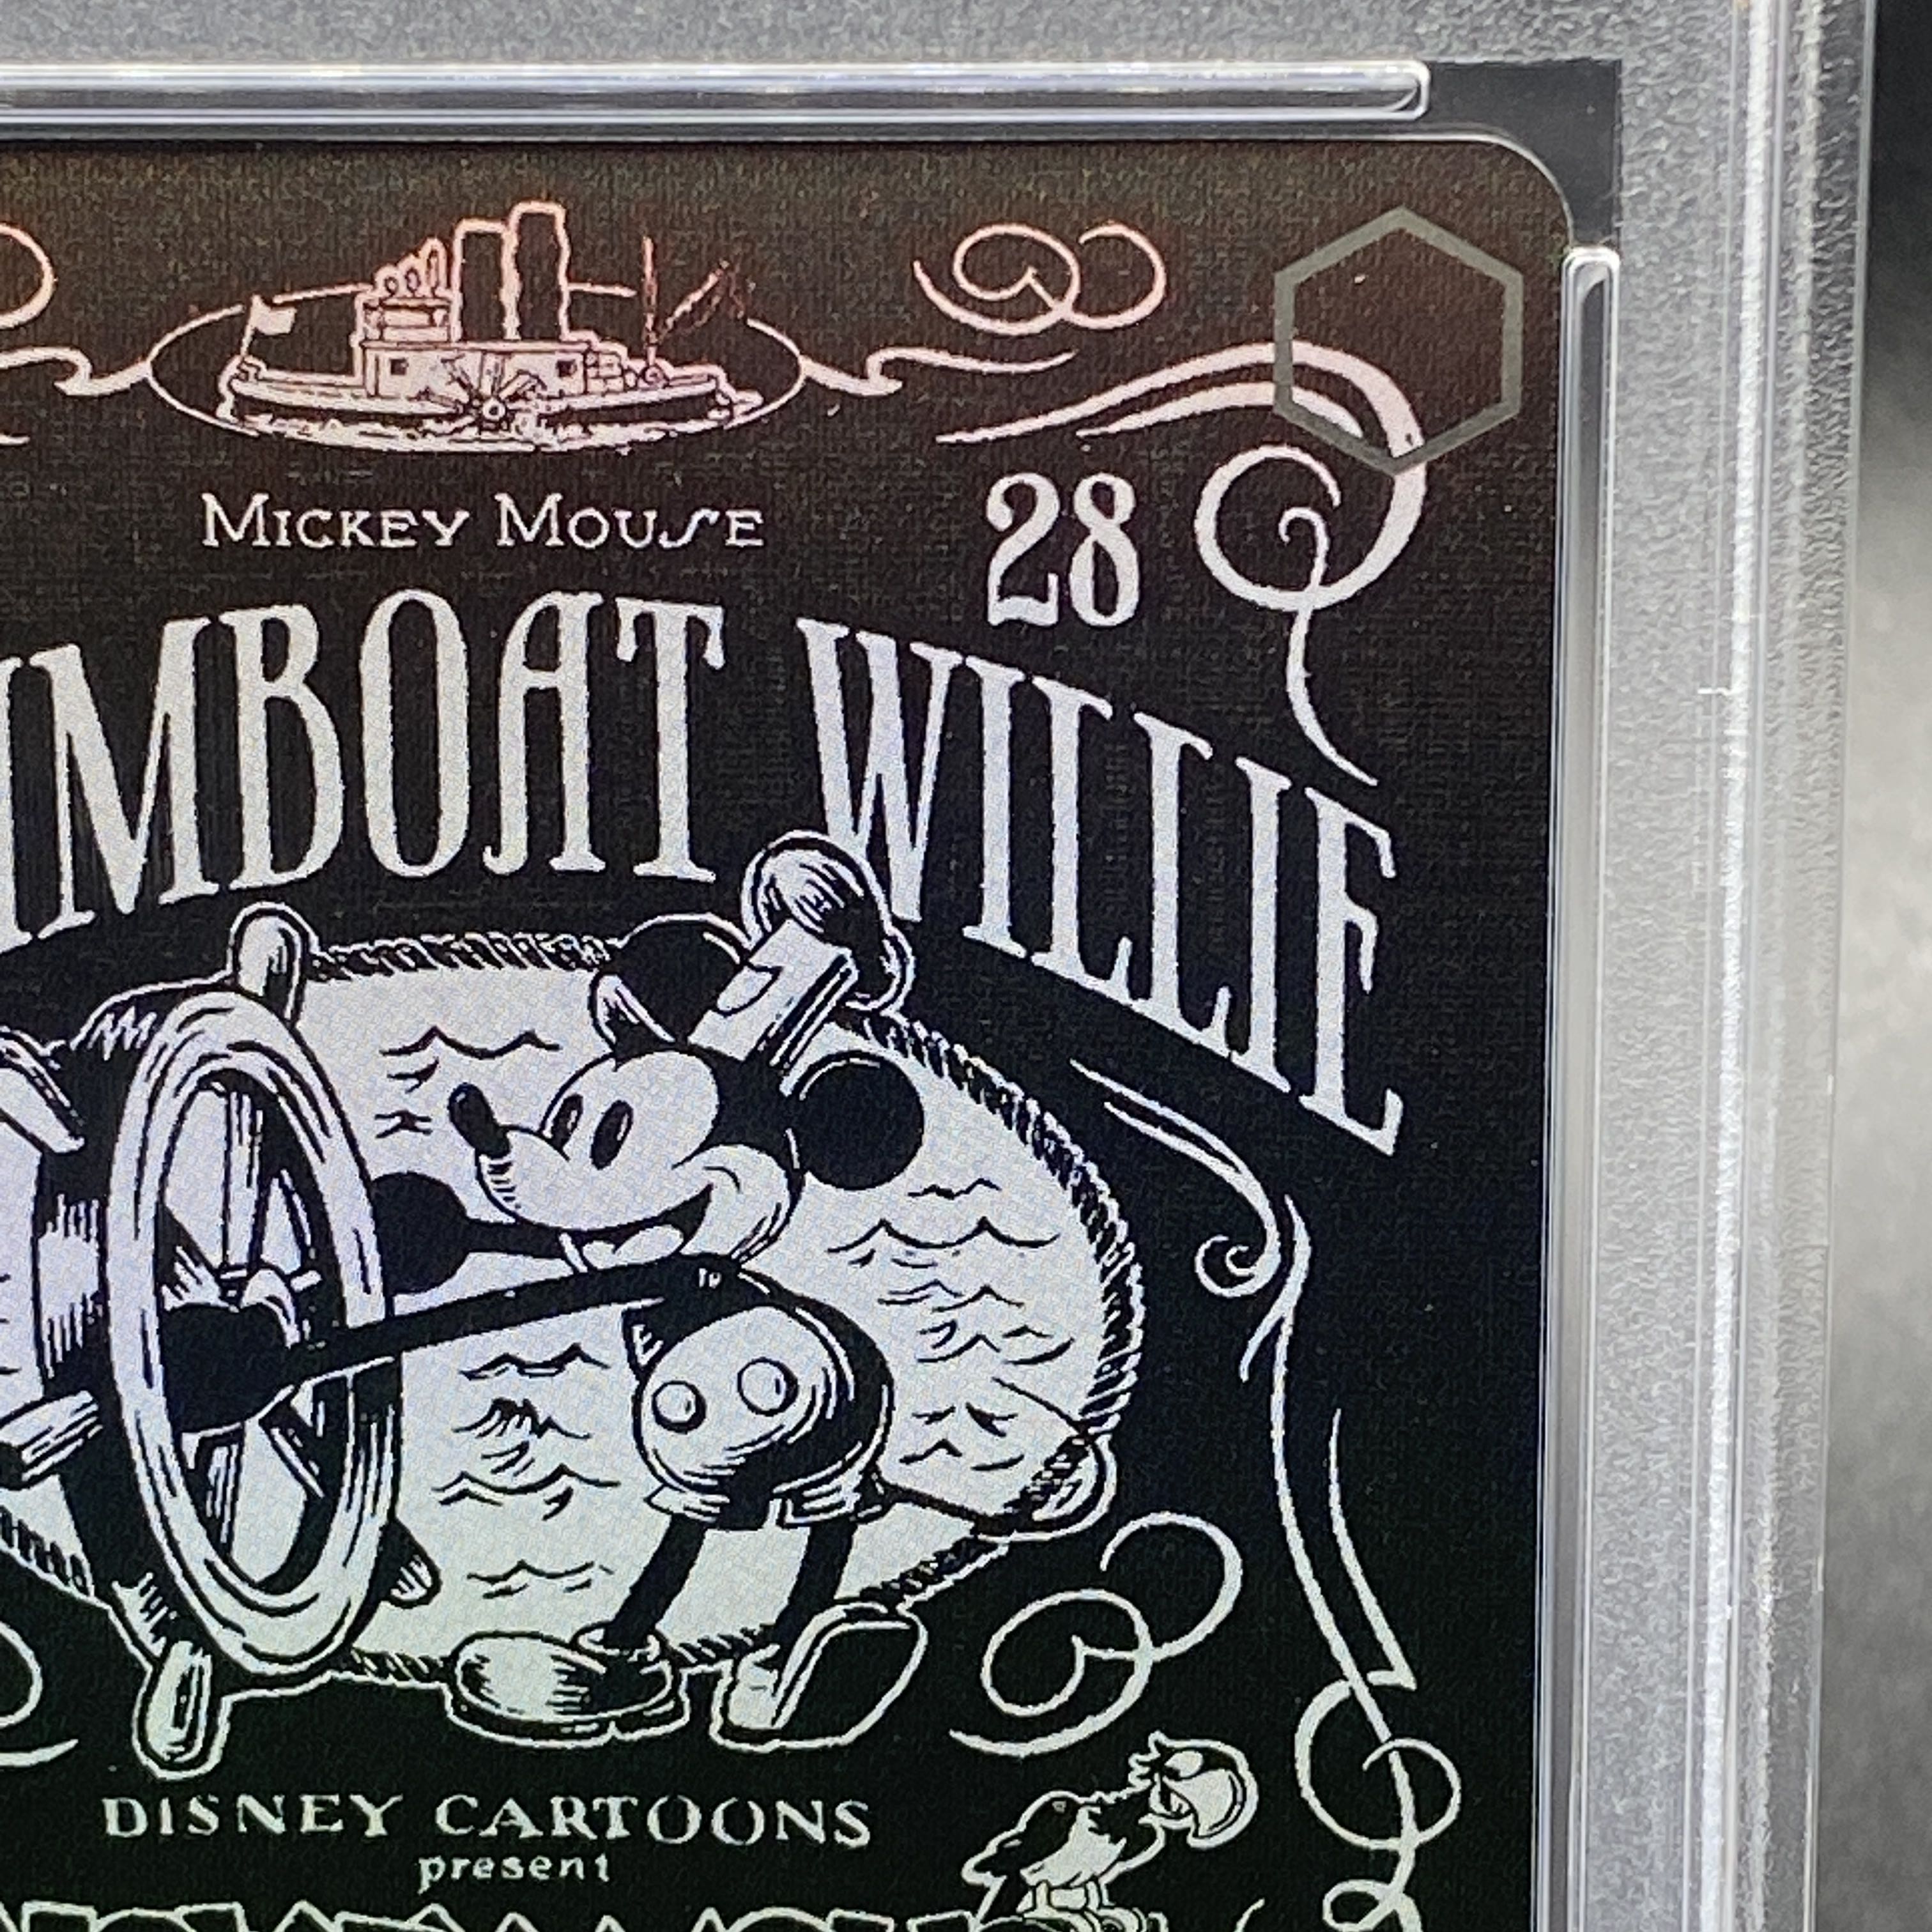 Mickey Mouse
28
MBOAT WILLIE
DISNEY CARTOONS
present